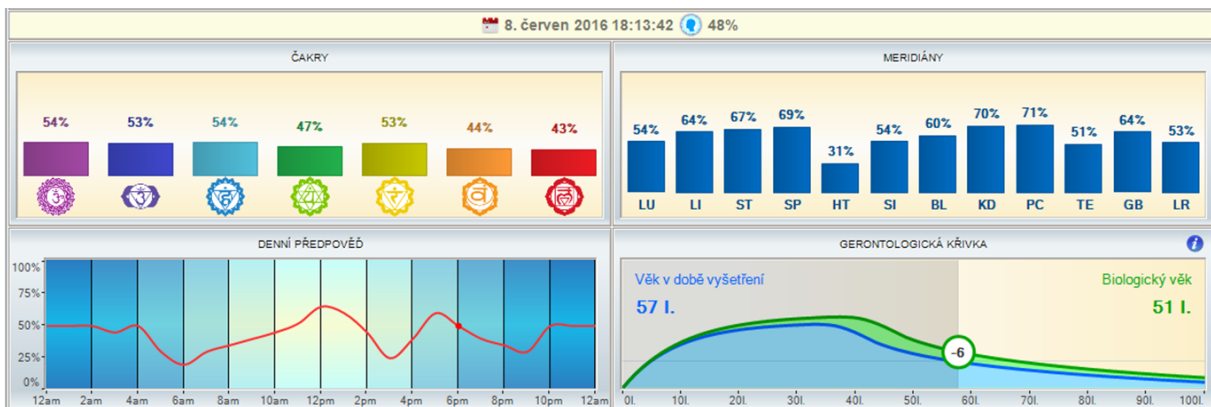 8. červen 2016 18:13:42 48%
ČAKRY
54% 53% 54% 47% 53% 44% 43%
MERIDIÁNY
54% 64% 67% 69% 31% 54% 60% 70% 71% 51% 64% 53%
LU LI ST SP HT SI BL KD PC TE GB LR
DENNÍ PŘEDPOVĚĎ
100%
75%
50%
25%
0%
12am 2am 4am 6am 8am 10am 12pm 2pm 4pm 6pm 8pm 10pm 12am
GERONTOLOGICKÁ KŘIVKA
Věk v době vyšetření
57 l.
Biologický věk
51 l.
-6
0l. 10l. 20l. 30l. 40l. 50l. 60l. 70l. 80l. 90l. 100l.